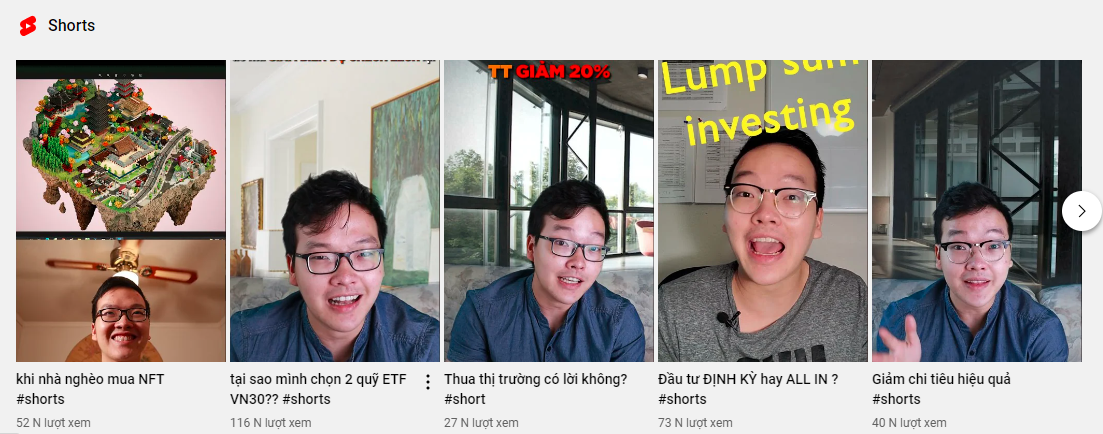 Shorts
TT GIẢM 20%
Lump sum
investing
khi nhà nghèo mua NFT
#shorts
52 N lượt xem
tại sao mình chọn 2 quỹ ETF
VN30?? #shorts
116 N lượt xem
Thua thị trường có lời không?
#short
27 N lượt xem
Đầu tư ĐỊNH KỲ hay ALL IN ?
#shorts
73 N lượt xem
Giảm chi tiêu hiệu quả
#shorts
40 N lượt xem